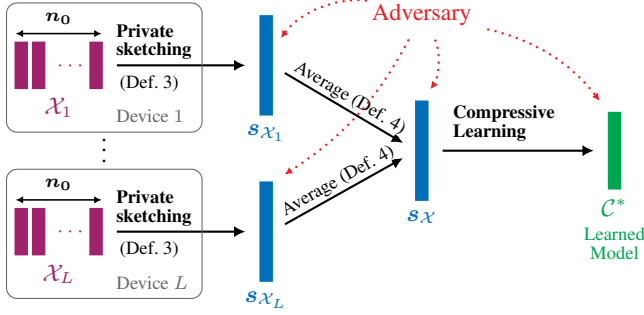 Adversary
n₀
Private
sketching
(Def. 3)
𝒳₁
Device 1
s𝒳₁
Average (Def. 4)
Compressive
Learning
⋮
n₀
Private
sketching
(Def. 3)
𝒳_L
Device L
s𝒳_L
Average (Def. 4)
s𝒳
𝒞*
Learned
Model